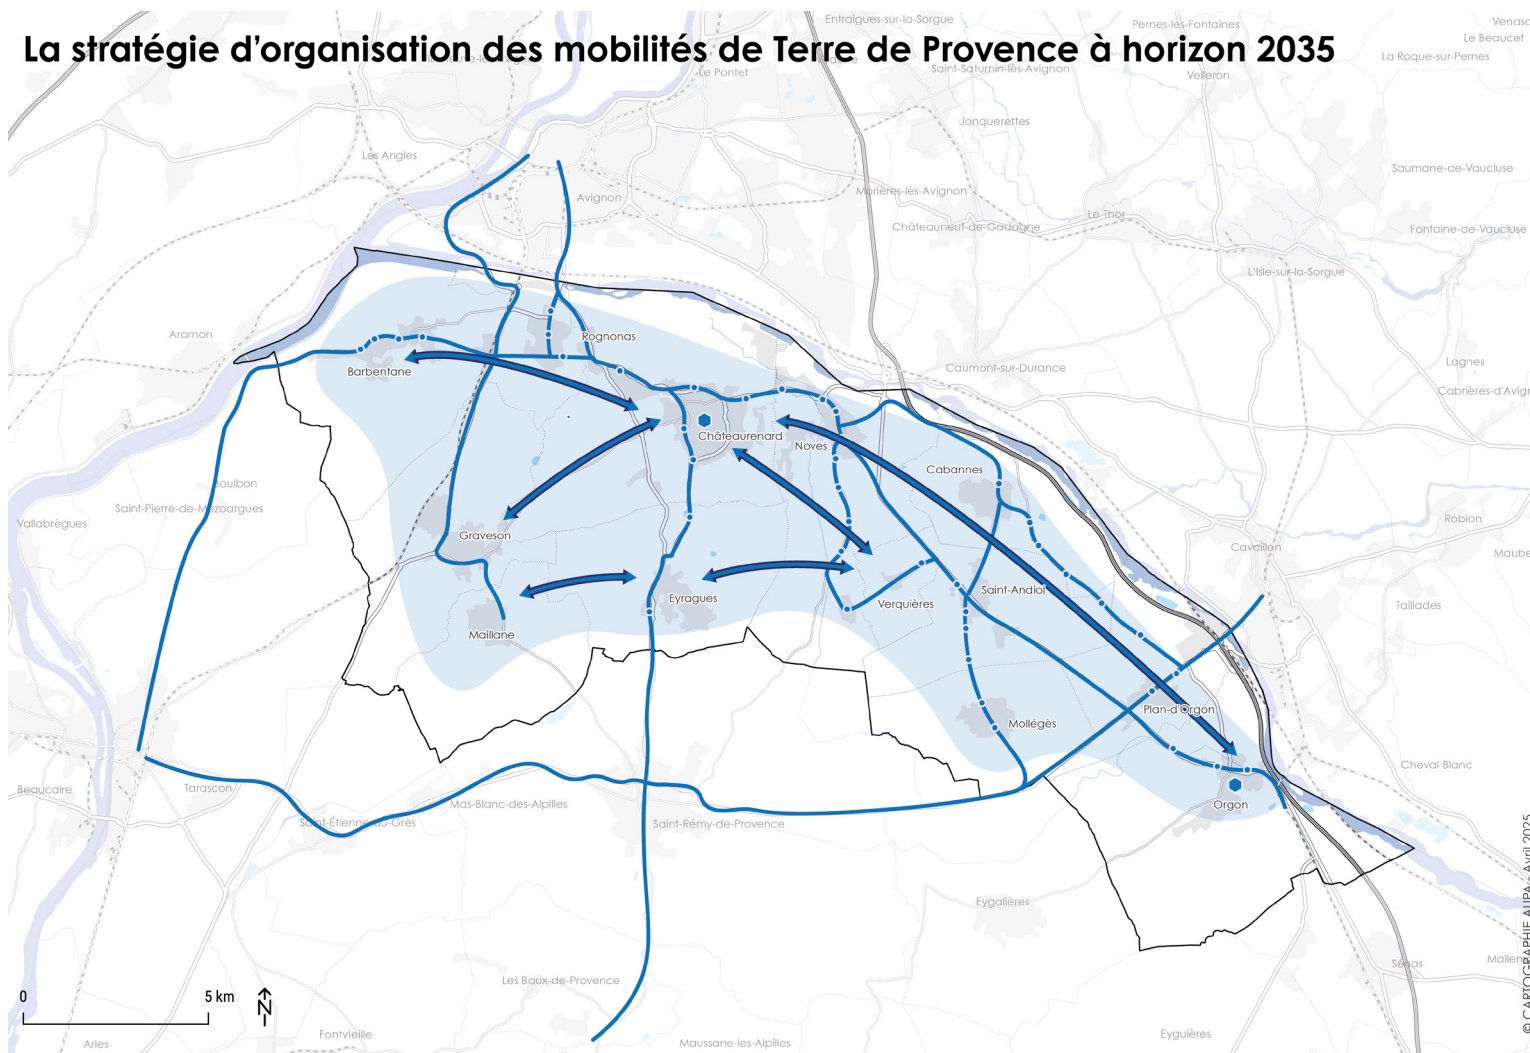 La stratégie d’organisation des mobilités de Terre de Provence à horizon 2035
Entraigues-sur-la-Sorgue
Pernes-les-Fontaines
Le Beaucet
La Roque-sur-Pernes
Le Pontet
Saint-Saturnin-lès-Avignon
Velleron
Jonquerettes
Les Angles
Saumane-de-Vaucluse
Avignon
Morières-lès-Avignon
Le Thor
Châteauneuf-de-Gadagne
Fontaine-de-Vaucluse
L'Isle-sur-la-Sorgue
Aramon
Rognonas
Lagnes
Barbentane
Caumont-sur-Durance
Cabrières-d'Avig
Châteaurenard
Noves
Cabannes
Boulbon
Saint-Pierre-de-Mézoargues
Vallabrègues
Robion
Graveson
Cavaillon
Maube
Saint-Andiol
Eyragues
Verquières
Taillades
Maillane
Plan-d'Orgon
Mollégès
Cheval-Blanc
Beaucaire
Tarascon
Mas-Blanc-des-Alpilles
Orgon
Saint-Étienne-du-Grès
Saint-Rémy-de-Provence
Eygalières
Les Baux-de-Provence
Sénas
Mallem
0
5 km
N
Fontvieille
Eyguières
Arles
Maussane-les-Alpilles
© CARTOGRAPHIE AUPA - Avril 2025